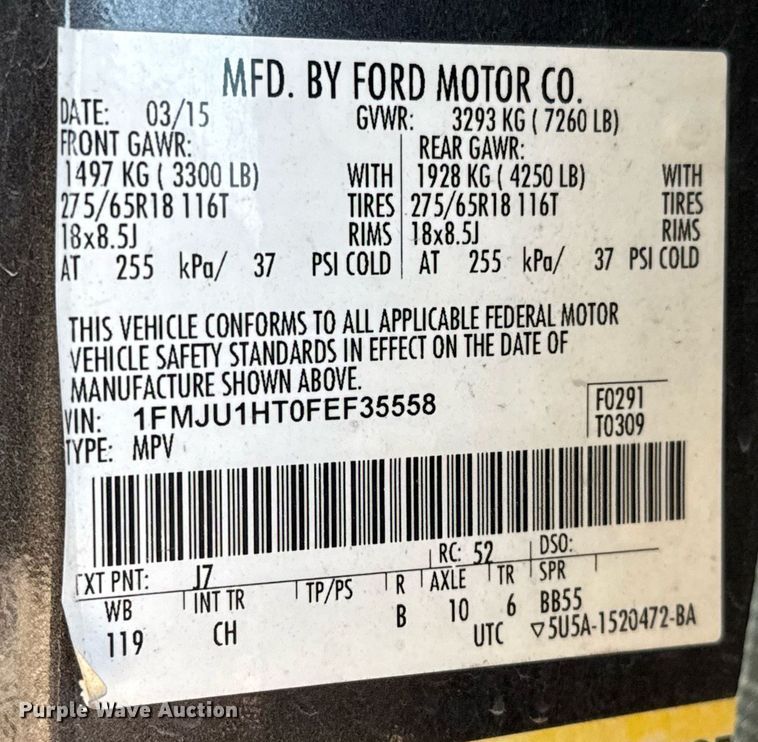 MFD. BY FORD MOTOR CO.
DATE: 03/15 GVWR: 3293 KG ( 7260 LB)
FRONT GAWR: REAR GAWR:
1497 KG ( 3300 LB) WITH 1928 KG ( 4250 LB) WITH
275/65R18 116T TIRES 275/65R18 116T TIRES
18x8.5J RIMS 18x8.5J RIMS
AT 255 kPa/ 37 PSI COLD AT 255 kPa/ 37 PSI COLD
THIS VEHICLE CONFORMS TO ALL APPLICABLE FEDERAL MOTOR
VEHICLE SAFETY STANDARDS IN EFFECT ON THE DATE OF
MANUFACTURE SHOWN ABOVE.
VIN: 1FMJU1HT0FEF35558 F0291
TYPE: MPV T0309
RC: 52 DSO:
EXT PNT: J7
WB INT TR TP/PS R AXLE TR SPR
119 CH B 10 6 BB55
UTC ▽5U5A-1520472-BA
Purple Wave Auction